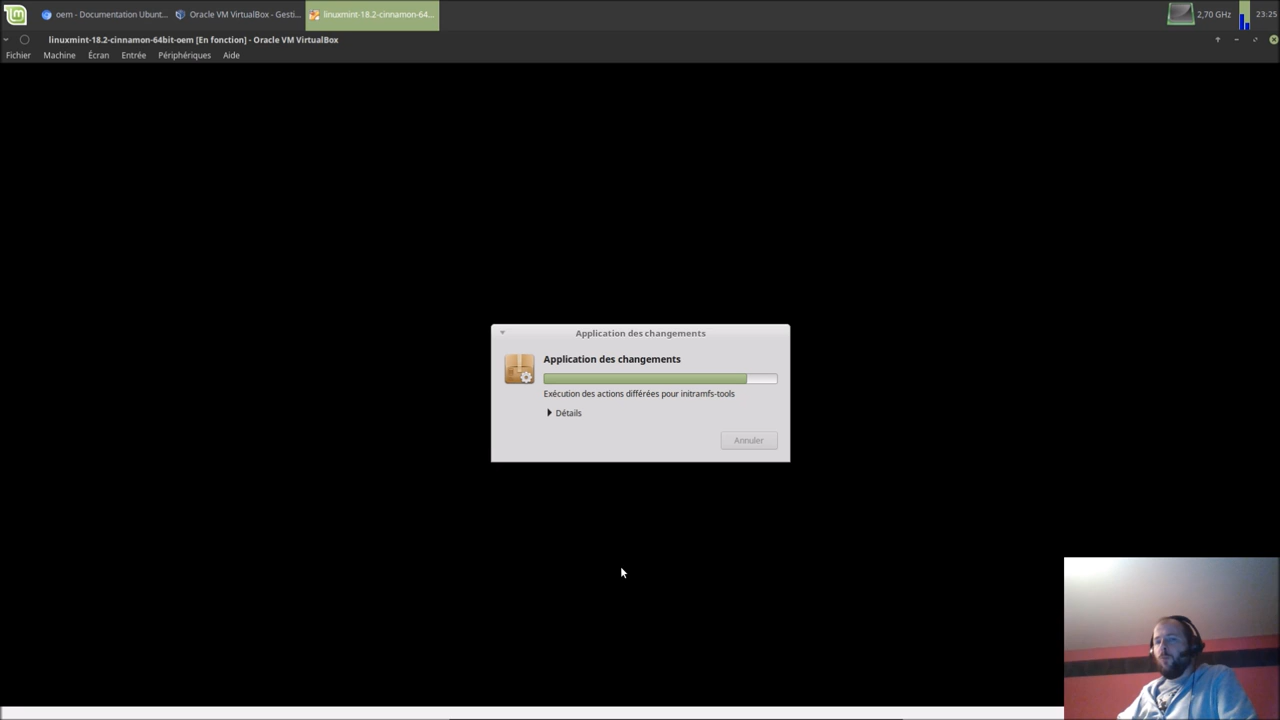 oem - Documentation Ubunt...
Oracle VM VirtualBox - Gesti...
linuxmint-18.2-cinnamon-64...
2,70 GHz
23:25
linuxmint-18.2-cinnamon-64bit-oem [En fonction] - Oracle VM VirtualBox
Fichier Machine Écran Entrée Périphériques Aide
Application des changements
Application des changements
Exécution des actions différées pour initramfs-tools
Détails
Annuler